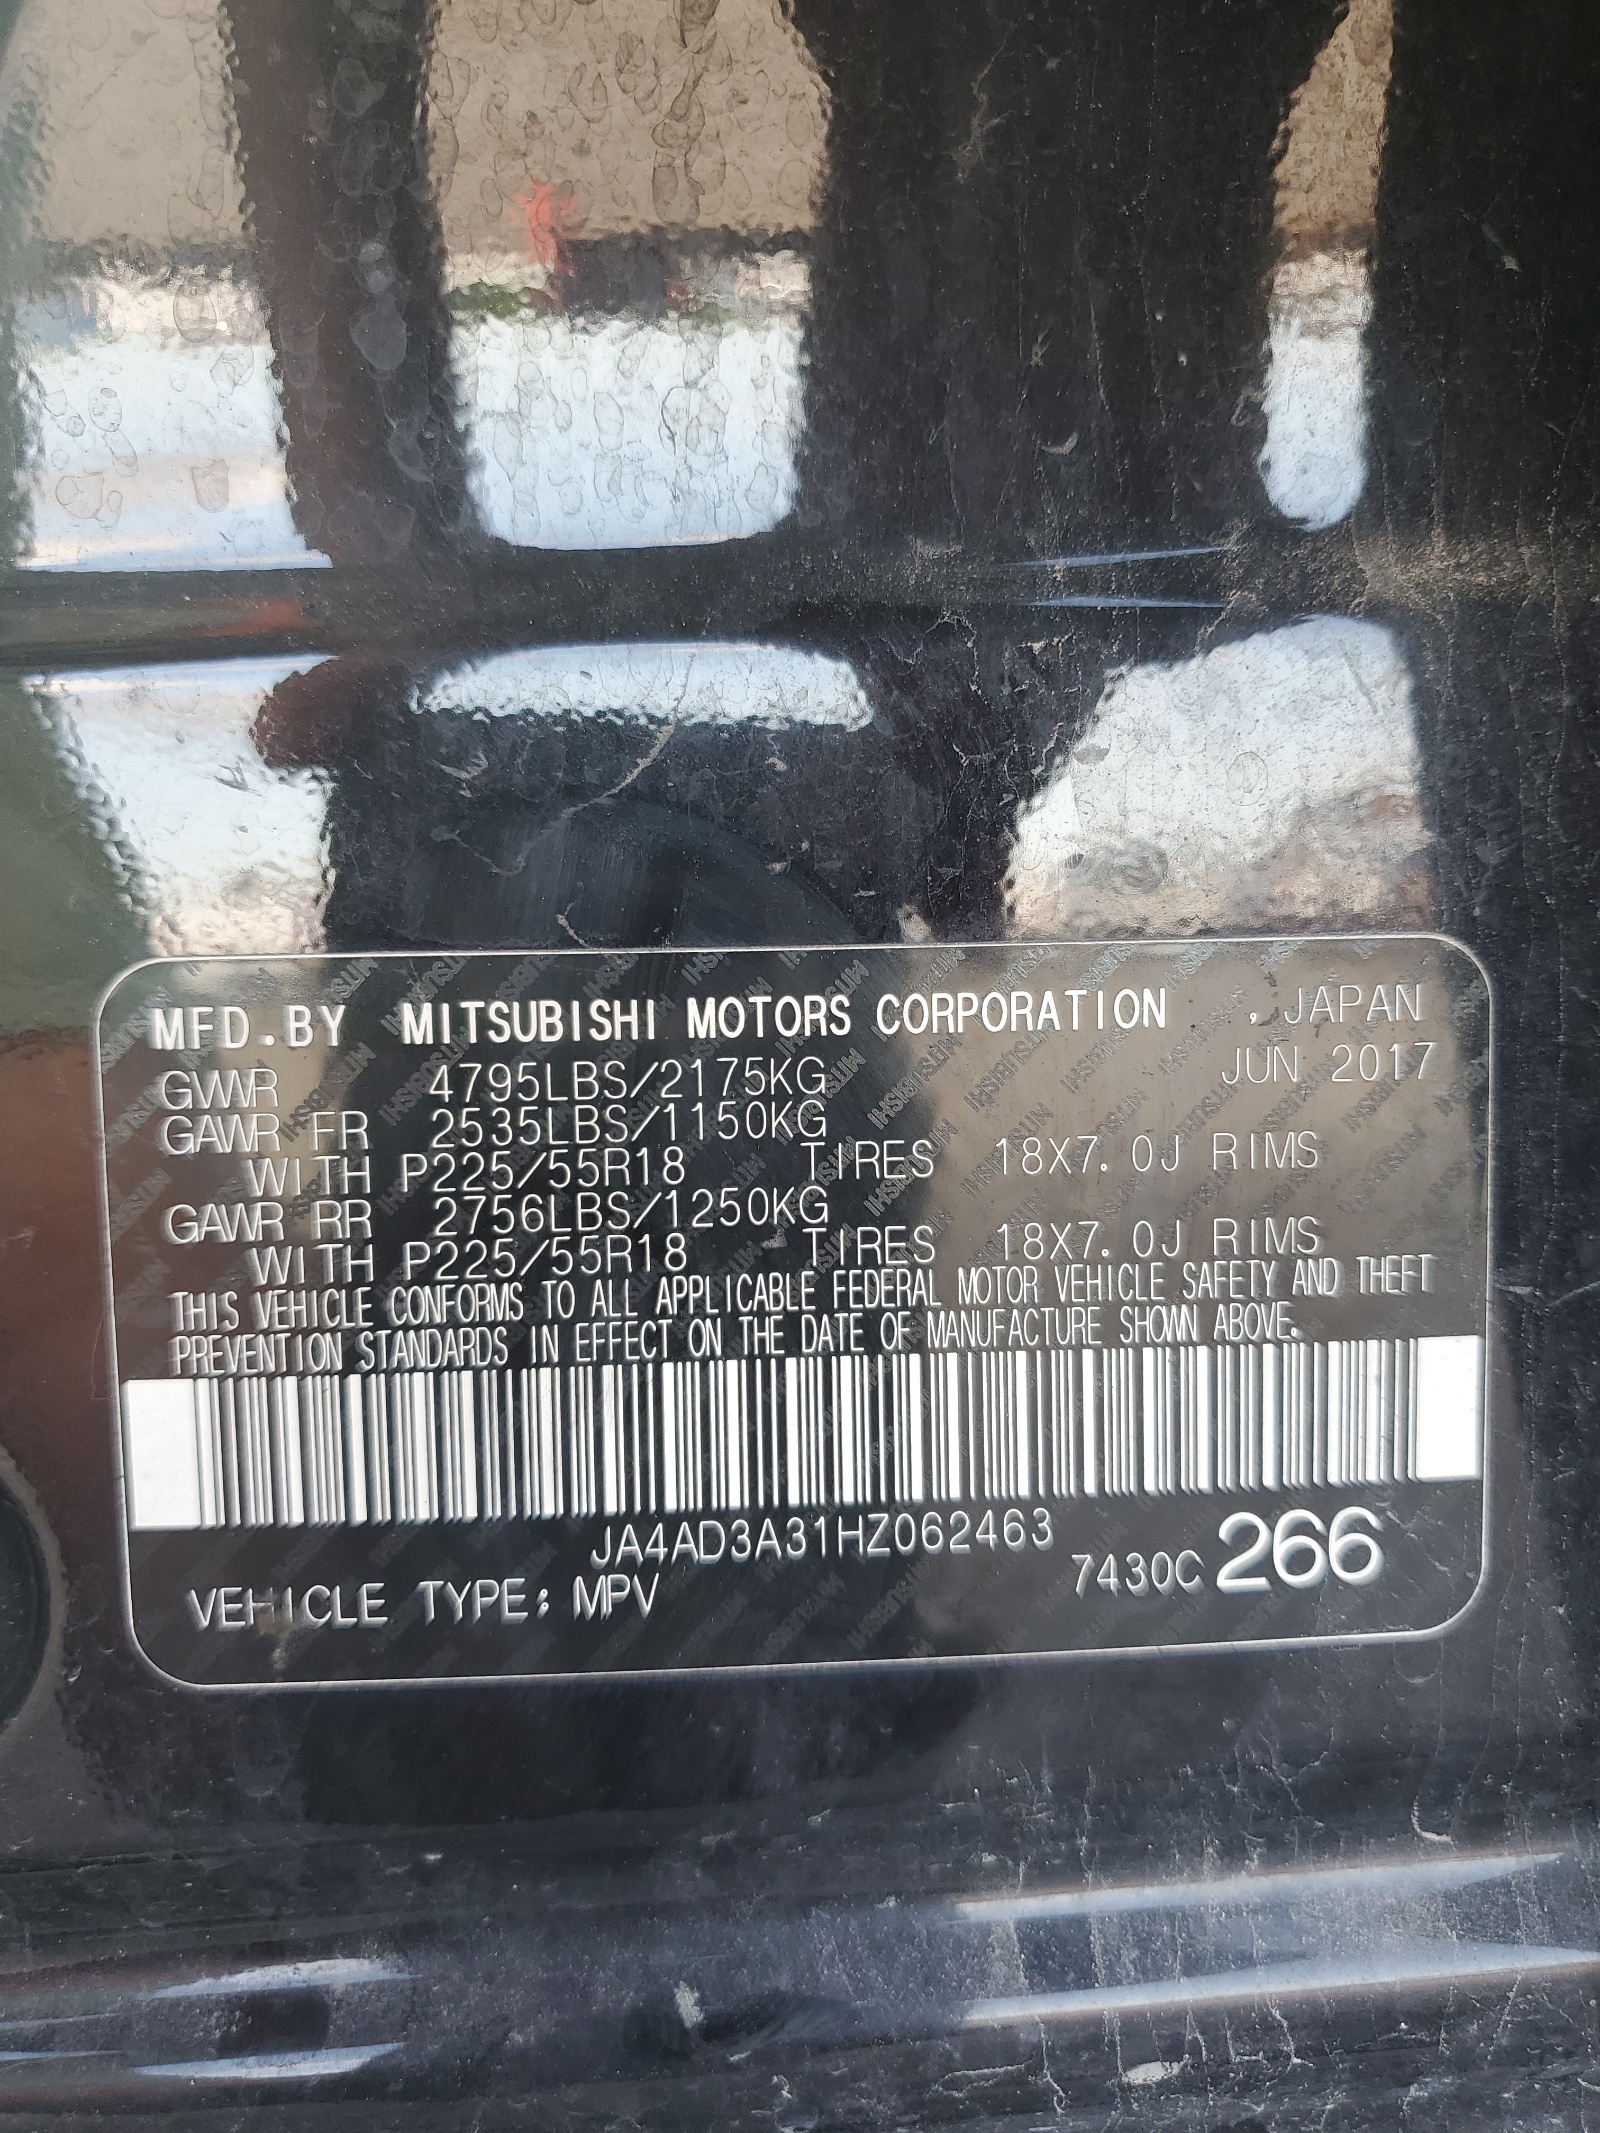 MFD.BY MITSUBISHI MOTORS CORPORATION , JAPAN
GVWR 4795LBS/2175KG JUN 2017
GAWR FR 2535LBS/1150KG
WITH P225/55R18 TIRES 18X7.0J RIMS
GAWR RR 2756LBS/1250KG
WITH P225/55R18 TIRES 18X7.0J RIMS
THIS VEHICLE CONFORMS TO ALL APPLICABLE FEDERAL MOTOR VEHICLE SAFETY AND THEFT
PREVENTION STANDARDS IN EFFECT ON THE DATE OF MANUFACTURE SHOWN ABOVE.
JA4AD3A31HZ062463
7430C 266
VEHICLE TYPE: MPV